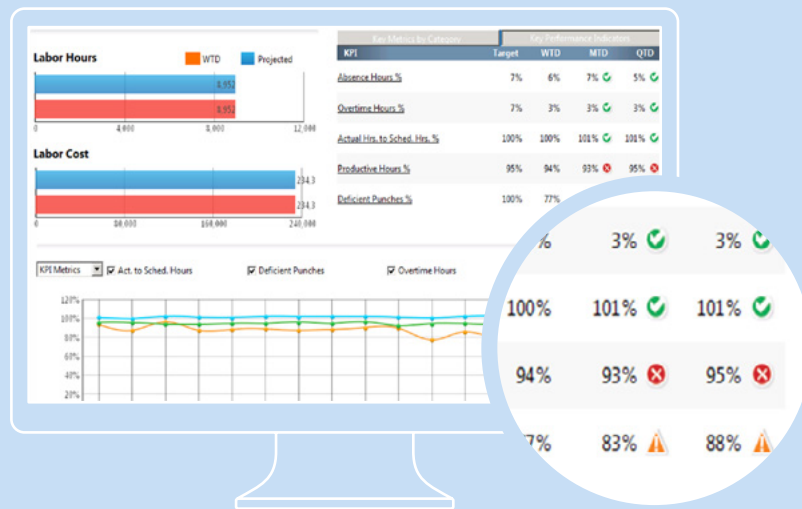 Key Metrics by Category Key Performance Indicators
Labor Hours WTD Projected
KPI Target WTD MTD QTD
8,952
8,952
0 4,000 8,000 12,000
Absence Hours % 7% 6% 7% 5%
Overtime Hours % 7% 3% 3% 3%
Actual Hrs. to Sched. Hrs. % 100% 100% 101% 101%
Productive Hours % 95% 94% 93% 95%
Deficient Punches % 100% 77%
Labor Cost
234,3
234,3
0 80,000 160,000 240,000
KPI Metrics Act. to Sched. Hours Deficient Punches Overtime Hours
120%
100%
80%
60%
40%
20%
% 3% 3%
100% 101% 101%
94% 93% 95%
7% 83% 88%